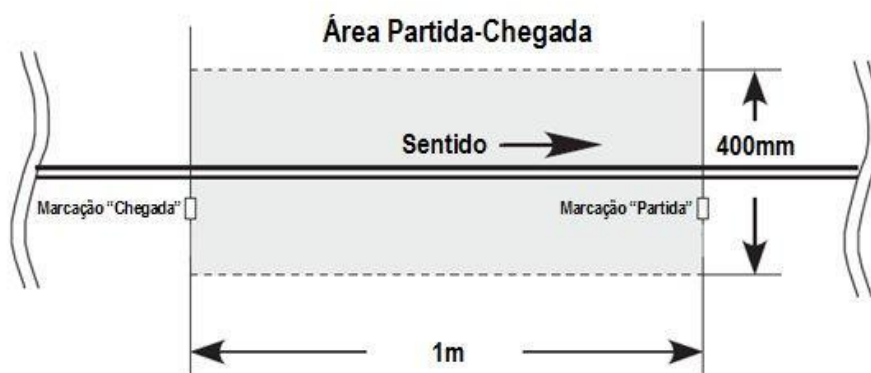 Área Partida-Chegada
Sentido
400mm
Marcação “Chegada”
Marcação “Partida”
1m